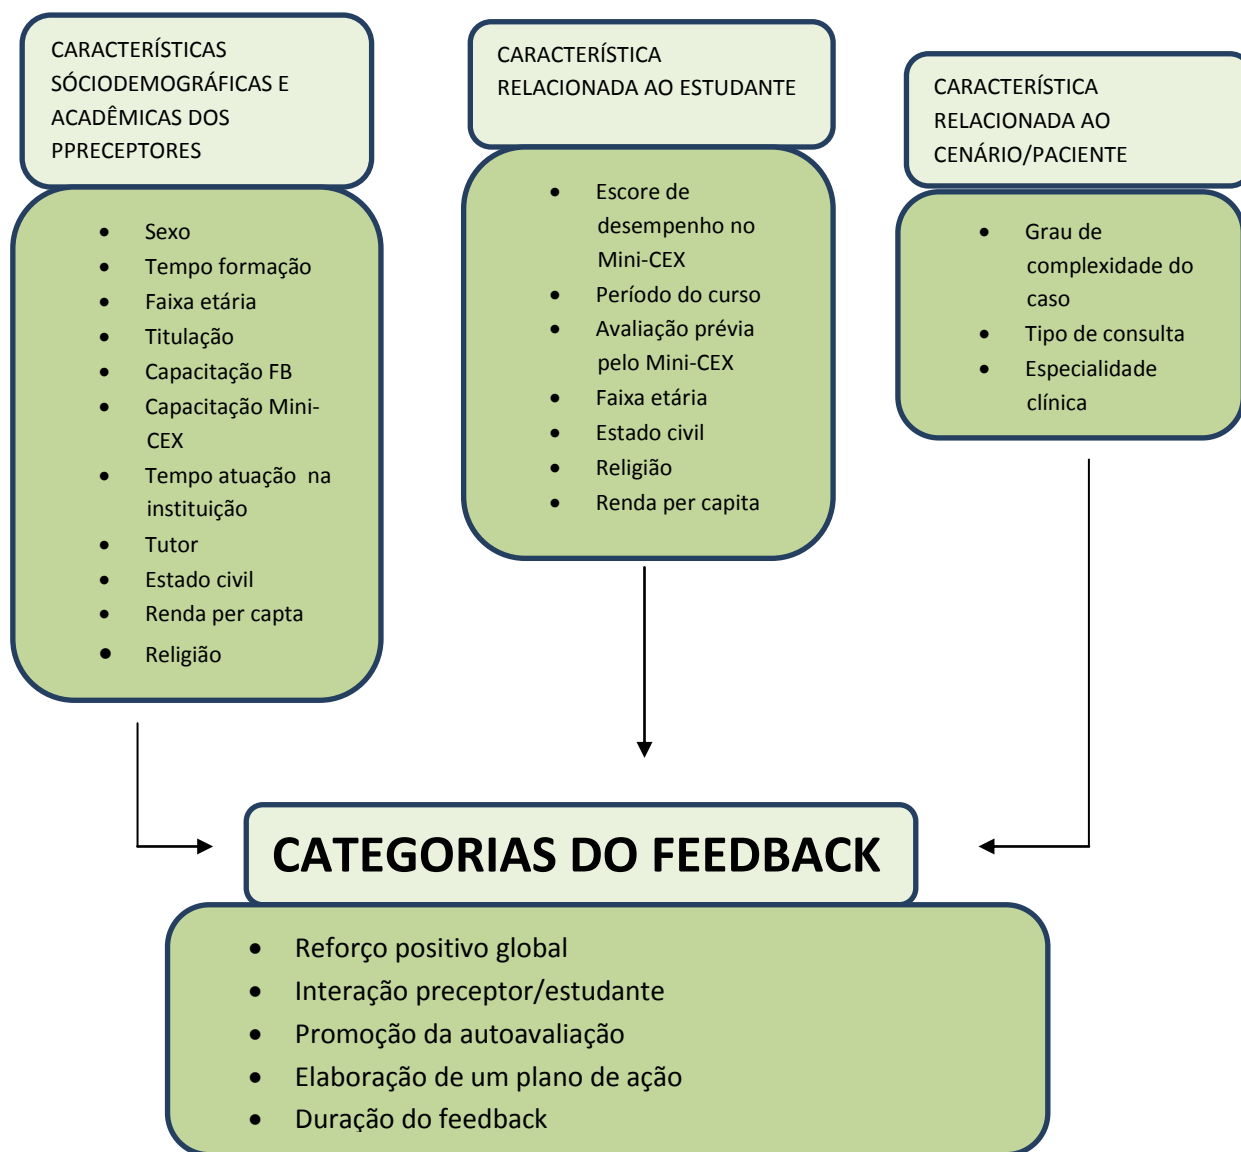 CARACTERÍSTICAS
SÓCIODEMOGRÁFICAS E
ACADÊMICAS DOS
PPRECEPTORES
• Sexo
• Tempo formação
• Faixa etária
• Titulação
• Capacitação FB
• Capacitação Mini-
CEX
• Tempo atuação na
instituição
• Tutor
• Estado civil
• Renda per capta
• Religião
CARACTERÍSTICA
RELACIONADA AO ESTUDANTE
• Escore de
desempenho no
Mini-CEX
• Período do curso
• Avaliação prévia
pelo Mini-CEX
• Faixa etária
• Estado civil
• Religião
• Renda per capita
CARACTERÍSTICA
RELACIONADA AO
CENÁRIO/PACIENTE
• Grau de
complexidade do
caso
• Tipo de consulta
• Especialidade
clínica
CATEGORIAS DO FEEDBACK
• Reforço positivo global
• Interação preceptor/estudante
• Promoção da autoavaliação
• Elaboração de um plano de ação
• Duração do feedback